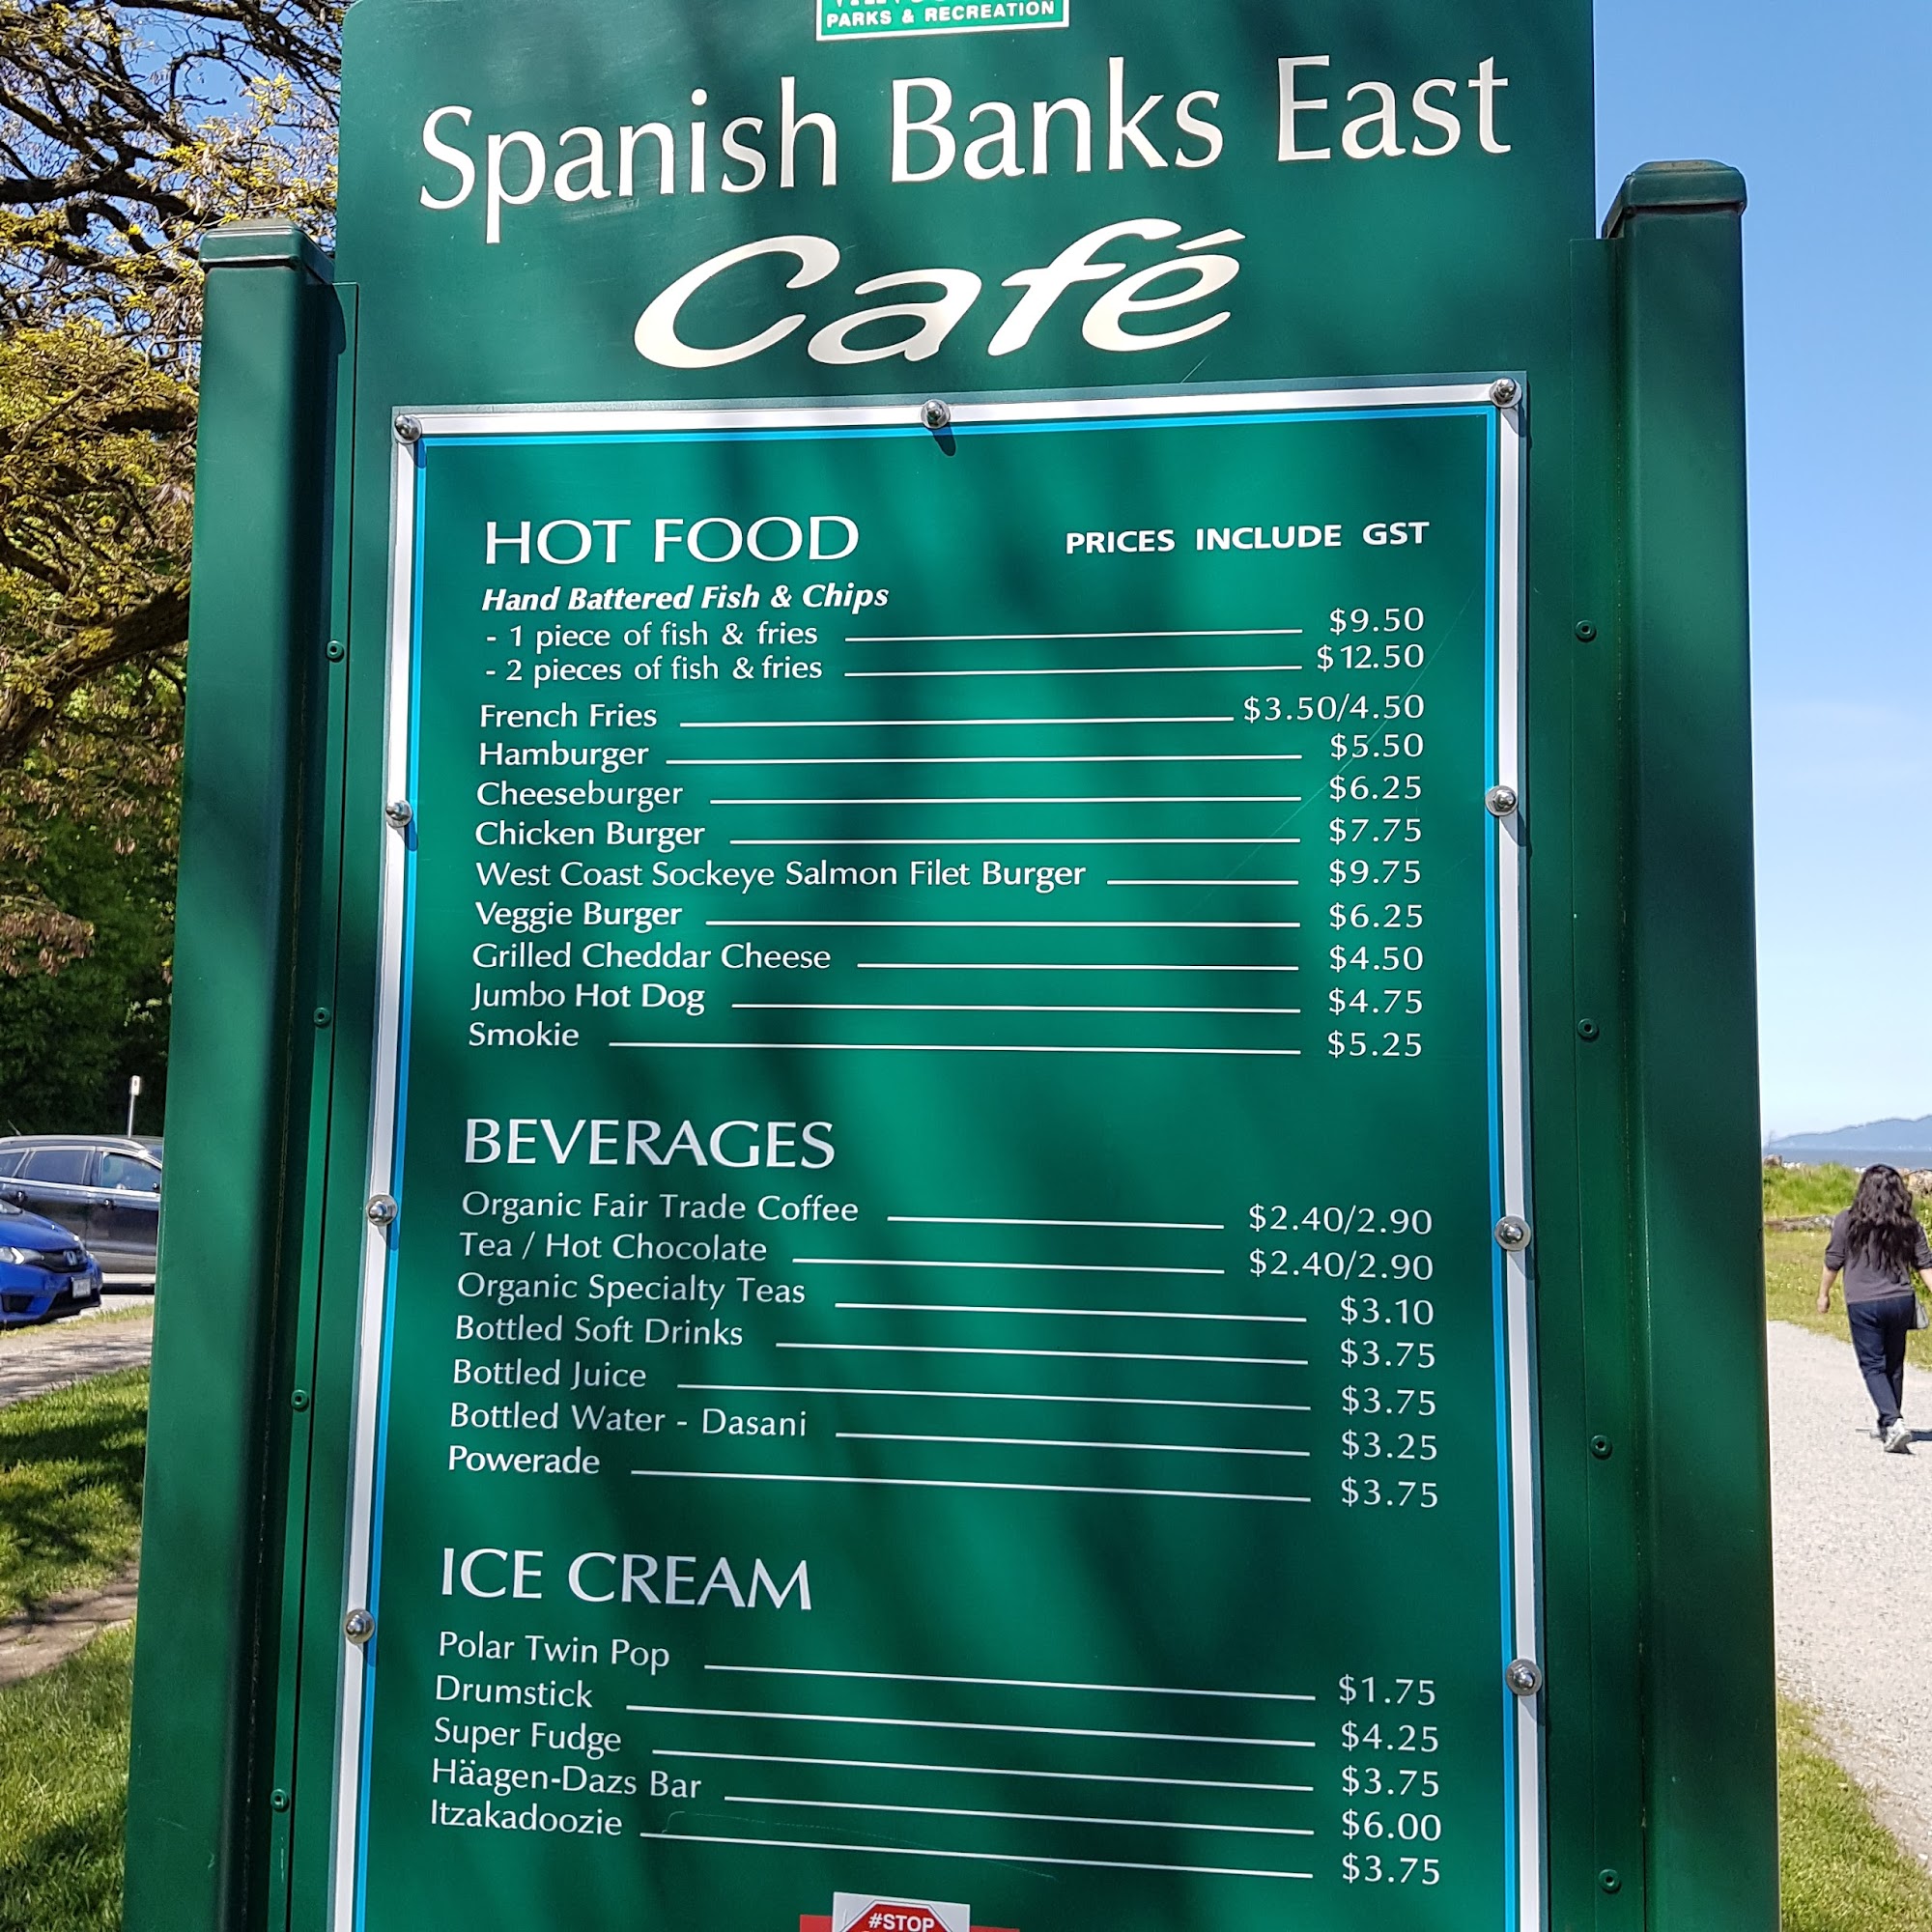 PARKS & RECREATION
Spanish Banks East
Café
HOT FOOD PRICES INCLUDE GST
Hand Battered Fish & Chips
- 1 piece of fish & fries $9.50
- 2 pieces of fish & fries $12.50
French Fries $3.50/4.50
Hamburger $5.50
Cheeseburger $6.25
Chicken Burger $7.75
West Coast Sockeye Salmon Filet Burger $9.75
Veggie Burger $6.25
Grilled Cheddar Cheese $4.50
Jumbo Hot Dog $4.75
Smokie $5.25
BEVERAGES
Organic Fair Trade Coffee $2.40/2.90
Tea / Hot Chocolate $2.40/2.90
Organic Specialty Teas $3.10
Bottled Soft Drinks $3.75
Bottled Juice $3.75
Bottled Water - Dasani $3.25
Powerade $3.75
ICE CREAM
Polar Twin Pop $1.75
Drumstick $4.25
Super Fudge $3.75
Häagen-Dazs Bar $6.00
Itzakadoozie $3.75
#STOP